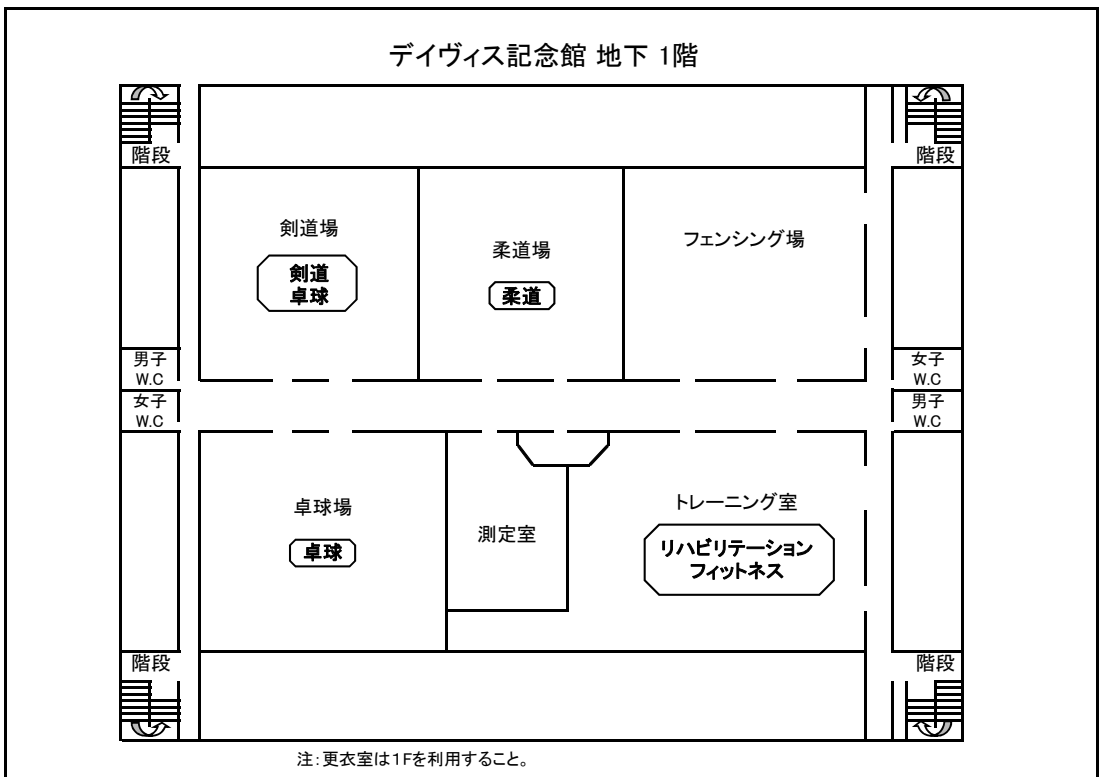 デイヴィス記念館 地下 1階
階段
階段
剣道場
剣道
卓球
柔道場
柔道
フェンシング場
男子
W.C
女子
W.C
女子
W.C
男子
W.C
卓球場
卓球
測定室
トレーニング室
リハビリテーション
フィットネス
階段
階段
注:更衣室は1Fを利用すること。